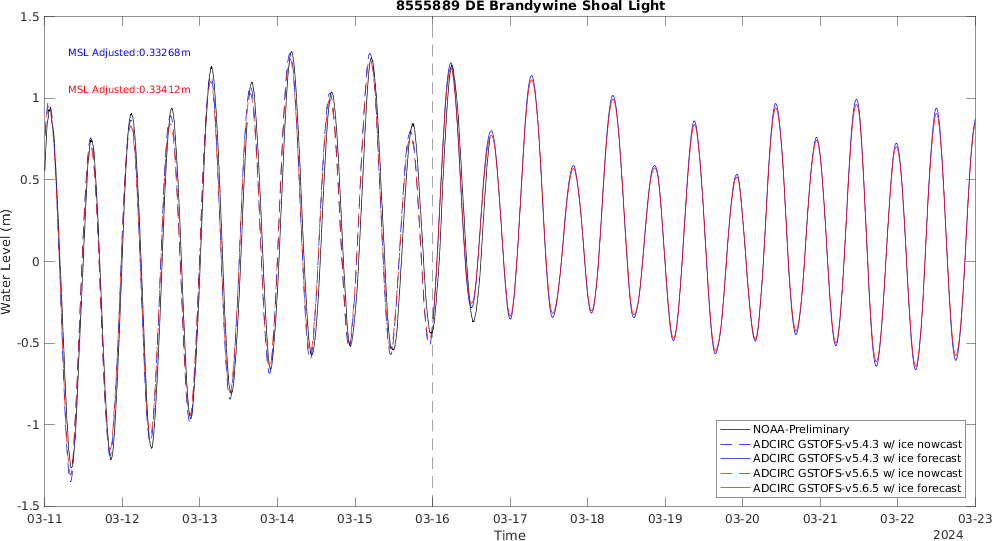 8555889 DE Brandywine Shoal Light
MSL Adjusted:0.33268m
MSL Adjusted:0.33412m
Water Level (m)
1.5
1
0.5
0
-0.5
-1
-1.5
NOAA-Preliminary
ADCIRC GSTOFS-v5.4.3 w/ ice nowcast
ADCIRC GSTOFS-v5.4.3 w/ ice forecast
ADCIRC GSTOFS-v5.6.5 w/ ice nowcast
ADCIRC GSTOFS-v5.6.5 w/ ice forecast
03-11 03-12 03-13 03-14 03-15 03-16 03-17 03-18 03-19 03-20 03-21 03-22 03-23
Time
2024